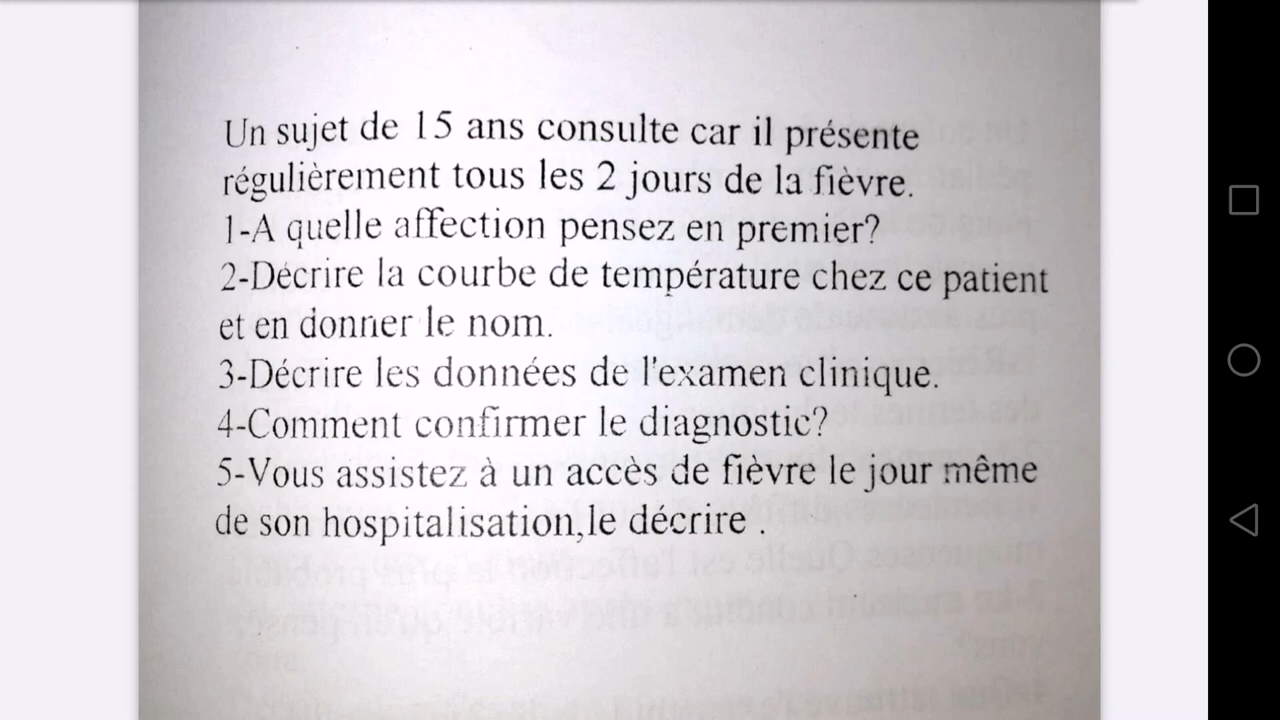 Un sujet de 15 ans consulte car il présente
régulièrement tous les 2 jours de la fièvre.
1-A quelle affection pensez en premier?
2-Décrire la courbe de température chez ce patient
et en donner le nom.
3-Décrire les données de l'examen clinique.
4-Comment confirmer le diagnostic?
5-Vous assistez à un accès de fièvre le jour même
de son hospitalisation,le décrire .